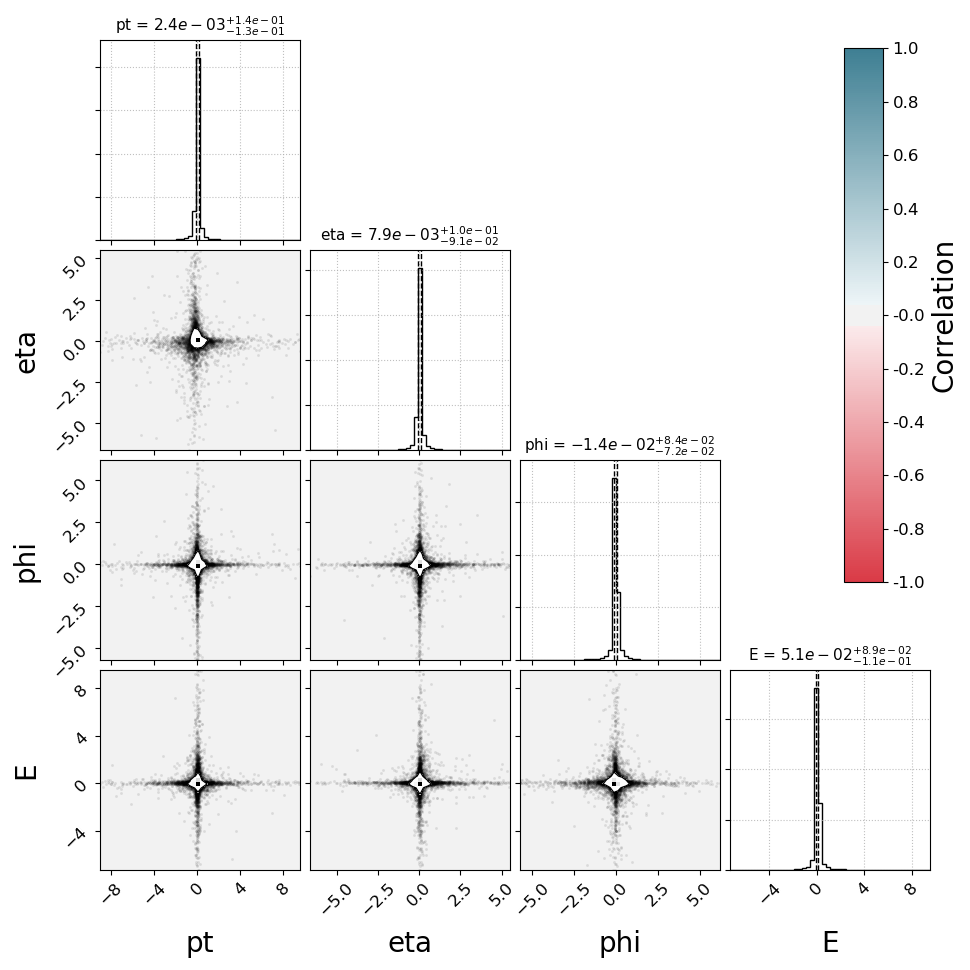 pt = 2.4e−03+1.4e−01−1.3e−01
1.0
0.8
0.6
0.4
0.2
-0.0
-0.2
-0.4
-0.6
-0.8
-1.0
Correlation
eta = 7.9e−03+1.0e−01−9.1e−02
5.0
2.5
0.0
−2.5
−5.0
eta
phi = −1.4e−02+8.4e−02−7.2e−02
5.0
2.5
0.0
−2.5
−5.0
phi
E = 5.1e−02+8.9e−02−1.1e−01
8
4
0
−4
E
−8 −4 0 4 8
−5.0 −2.5 0.0 2.5 5.0
−5.0 −2.5 0.0 2.5 5.0
−4 0 4 8
pt eta phi E